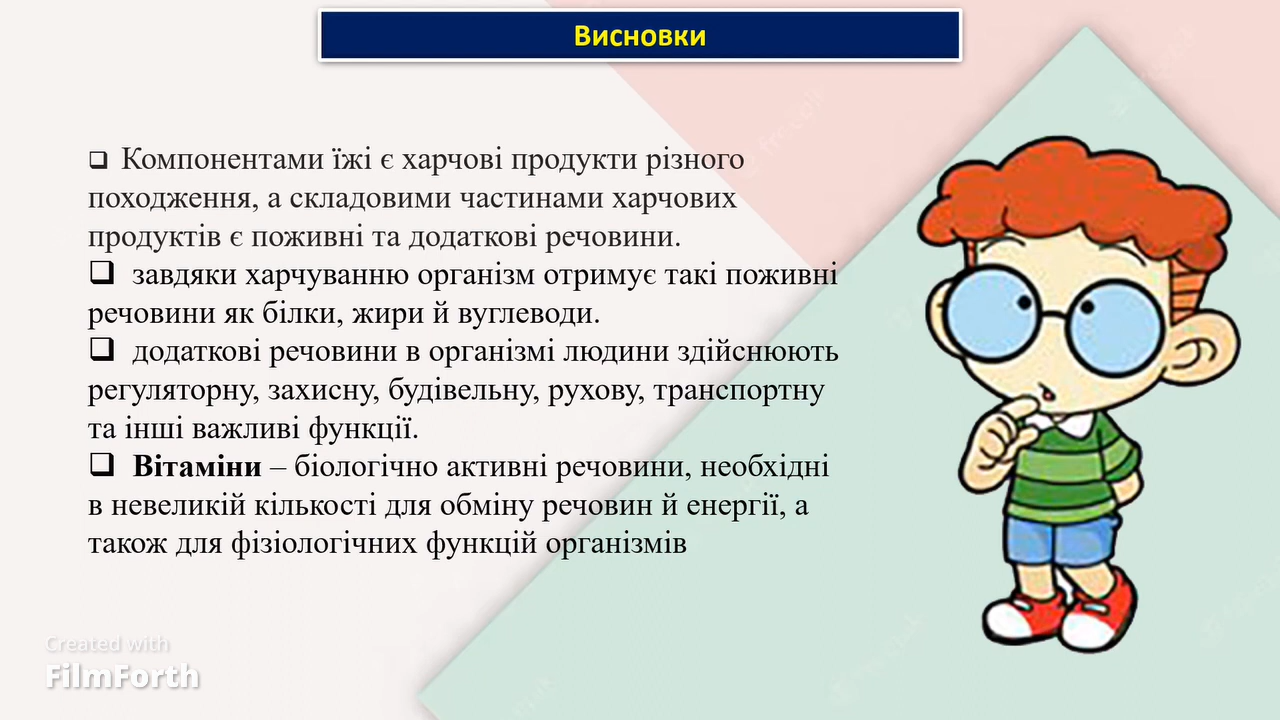 Висновки
❑ Компонентами їжі є харчові продукти різного
походження, а складовими частинами харчових
продуктів є поживні та додаткові речовини.
❑ завдяки харчуванню організм отримує такі поживні
речовини як білки, жири й вуглеводи.
❑ додаткові речовини в організмі людини здійснюють
регуляторну, захисну, будівельну, рухову, транспортну
та інші важливі функції.
❑ Вітаміни – біологічно активні речовини, необхідні
в невеликій кількості для обміну речовин й енергії, а
також для фізіологічних функцій організмів
Created with
FilmForth